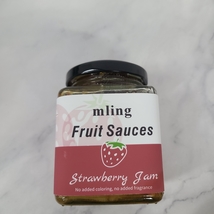 mling
Fruit Sauces
Strawberry Jam
No added coloring, no added fragrance